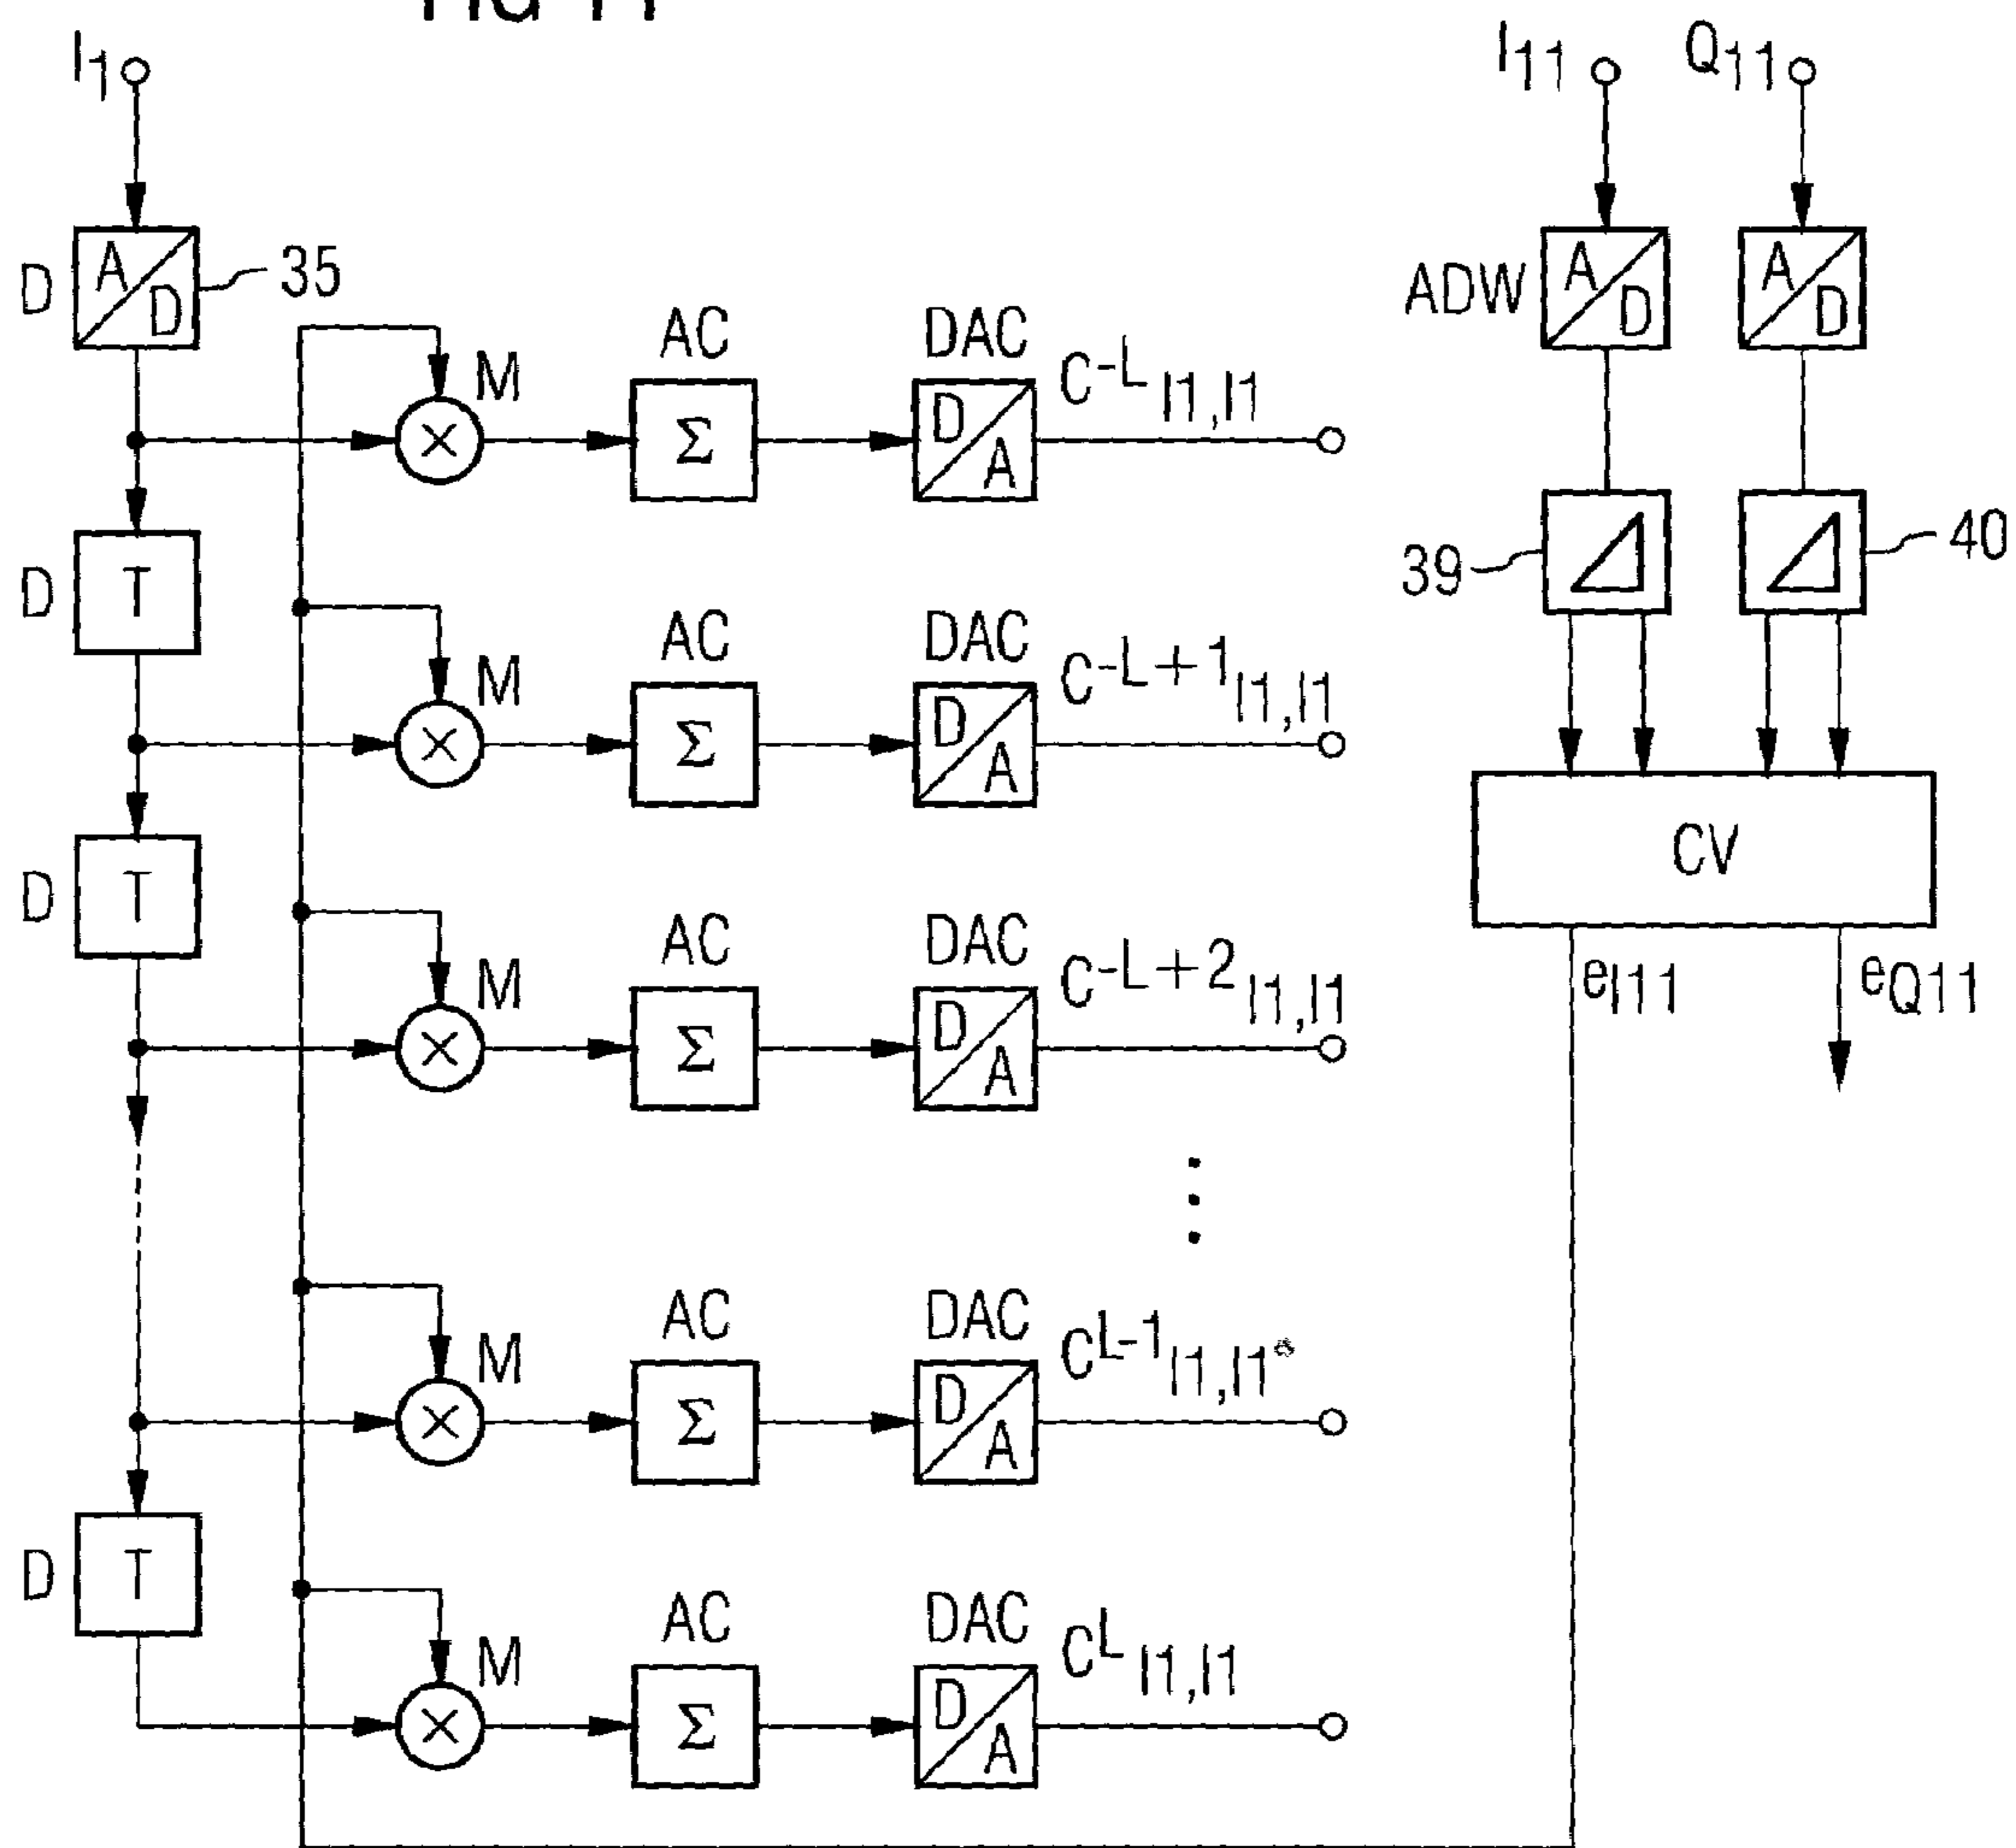 I1
I11
Q11
A
D
D
35
ADW
A
D
A
D
AC
DAC
M
C-L I1,I1
×
Σ
D
A
D
T
39
40
AC
DAC
M
C-L+1 I1,I1
×
Σ
D
A
CV
D
T
AC
DAC
M
C-L+2 I1,I1
×
Σ
D
A
eI11
eQ11
AC
DAC
M
CL-1 I1,I1*
×
Σ
D
A
D
T
AC
DAC
M
CL I1,I1
×
Σ
D
A